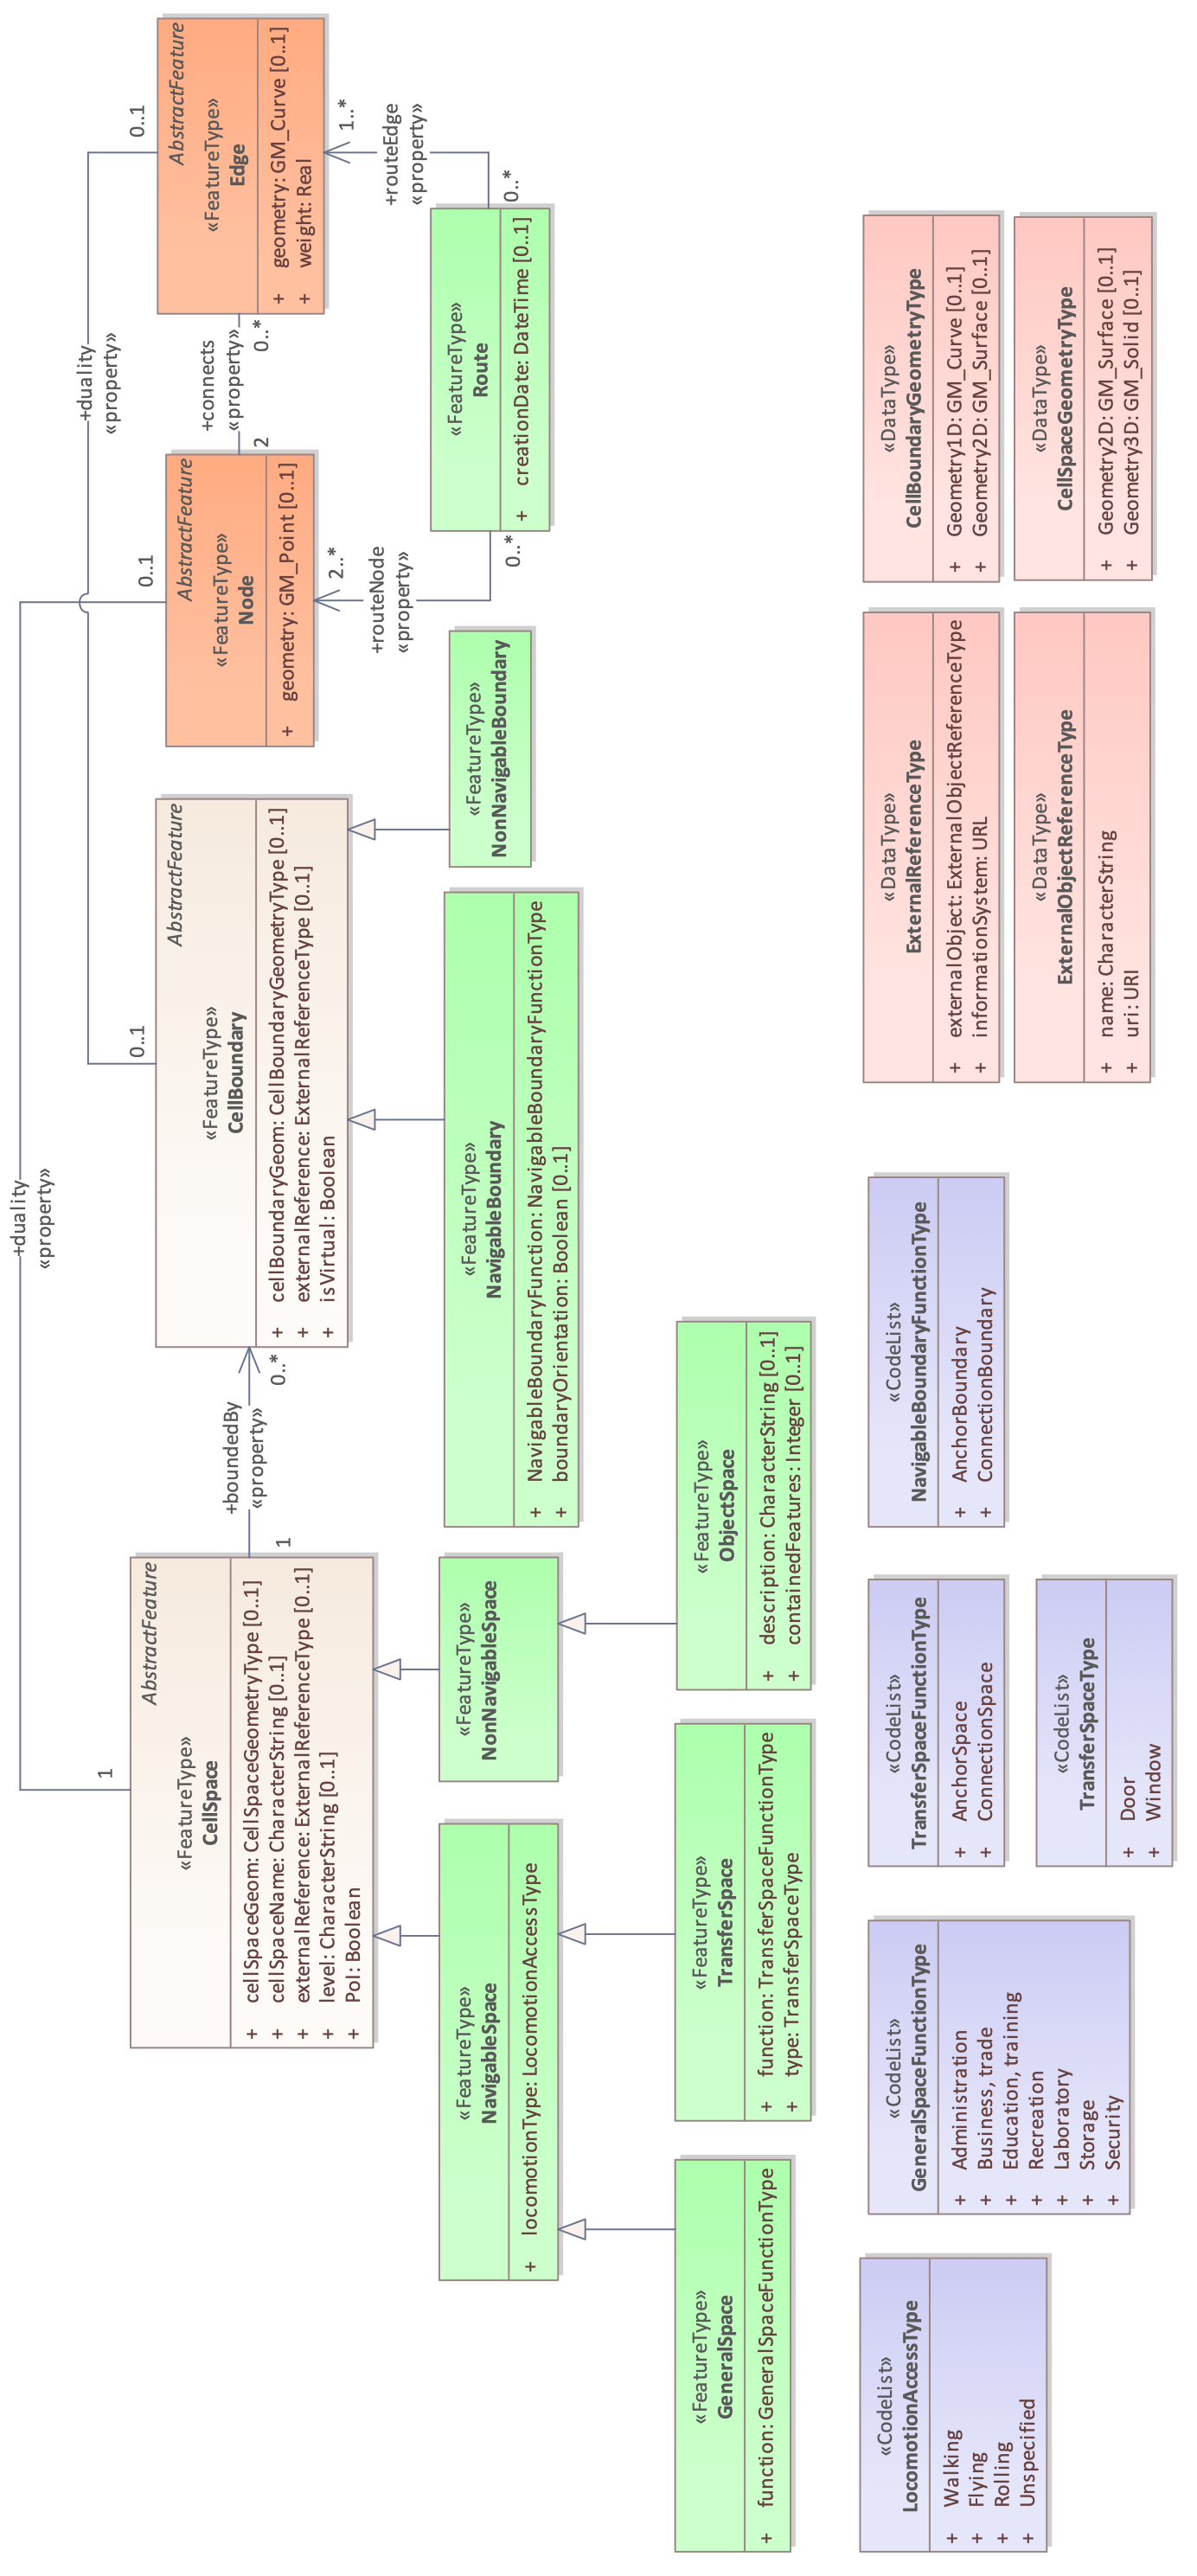 +duality
«property»
1
0..1
+duality
«property»
0..1
0..1
AbstractFeature
«FeatureType»
CellSpace
+ cellSpaceGeom: CellSpaceGeometryType [0..1]
+ cellSpaceName: CharacterString [0..1]
+ externalReference: ExternalReferenceType [0..1]
+ level: CharacterString [0..1]
+ PoI: Boolean
+boundedBy
«property»
1
0..*
AbstractFeature
«FeatureType»
CellBoundary
+ cellBoundaryGeom: CellBoundaryGeometryType [0..1]
+ externalReference: ExternalReferenceType [0..1]
+ isVirtual: Boolean
AbstractFeature
«FeatureType»
Node
+ geometry: GM_Point [0..1]
+connects
«property»
2
0..*
AbstractFeature
«FeatureType»
Edge
+ geometry: GM_Curve [0..1]
+ weight: Real
2..*
+routeNode
«property»
0..*
1..*
+routeEdge
«property»
0..*
«FeatureType»
NavigableSpace
+ locomotionType: LocomotionAccessType
«FeatureType»
NonNavigableSpace
«FeatureType»
NavigableBoundary
+ NavigableBoundaryFunction: NavigableBoundaryFunctionType
+ boundaryOrientation: Boolean [0..1]
«FeatureType»
NonNavigableBoundary
«FeatureType»
Route
+ creationDate: DateTime [0..1]
«FeatureType»
GeneralSpace
+ function: GeneralSpaceFunctionType
«FeatureType»
TransferSpace
+ function: TransferSpaceFunctionType
+ type: TransferSpaceType
«FeatureType»
ObjectSpace
+ description: CharacterString [0..1]
+ containedFeatures: Integer [0..1]
«CodeList»
LocomotionAccessType
+ Walking
+ Flying
+ Rolling
+ Unspecified
«CodeList»
GeneralSpaceFunctionType
+ Administration
+ Business, trade
+ Education, training
+ Recreation
+ Laboratory
+ Storage
+ Security
«CodeList»
TransferSpaceFunctionType
+ AnchorSpace
+ ConnectionSpace
«CodeList»
TransferSpaceType
+ Door
+ Window
«CodeList»
NavigableBoundaryFunctionType
+ AnchorBoundary
+ ConnectionBoundary
«DataType»
ExternalReferenceType
+ externalObject: ExternalObjectReferenceType
+ informationSystem: URL
«DataType»
ExternalObjectReferenceType
+ name: CharacterString
+ uri: URI
«DataType»
CellBoundaryGeometryType
+ Geometry1D: GM_Curve [0..1]
+ Geometry2D: GM_Surface [0..1]
«DataType»
CellSpaceGeometryType
+ Geometry2D: GM_Surface [0..1]
+ Geometry3D: GM_Solid [0..1]